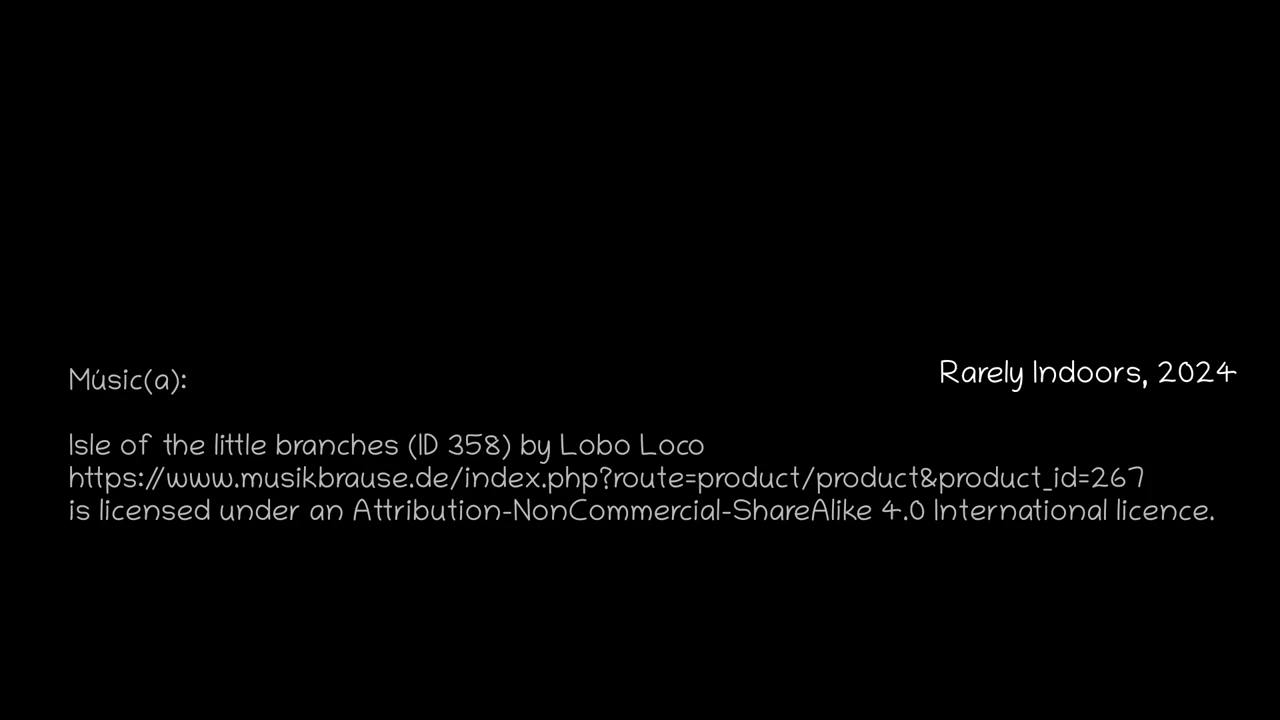 Rarely Indoors, 2024
Músic(a):
Isle of the little branches (ID 358) by Lobo Loco
https://www.musikbrause.de/index.php?route=product/product&product_id=267
is licensed under an Attribution-NonCommercial-ShareAlike 4.0 International licence.